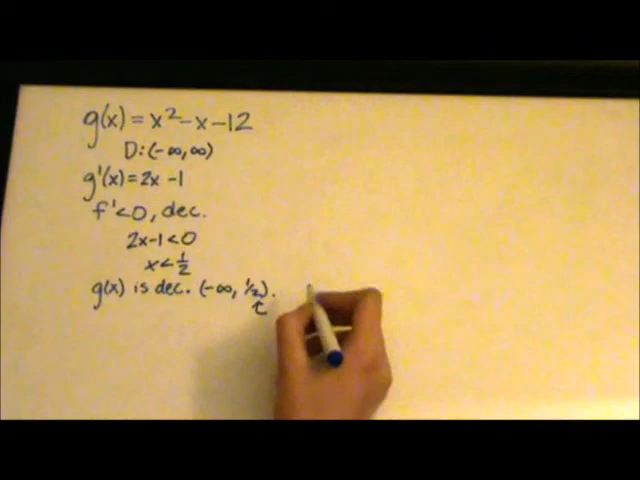 g(x) = x² - x - 12
D: (-∞, ∞)
g'(x) = 2x - 1
f' < 0, dec.
2x - 1 < 0
x < 1/2
g(x) is dec. (-∞, 1/2).